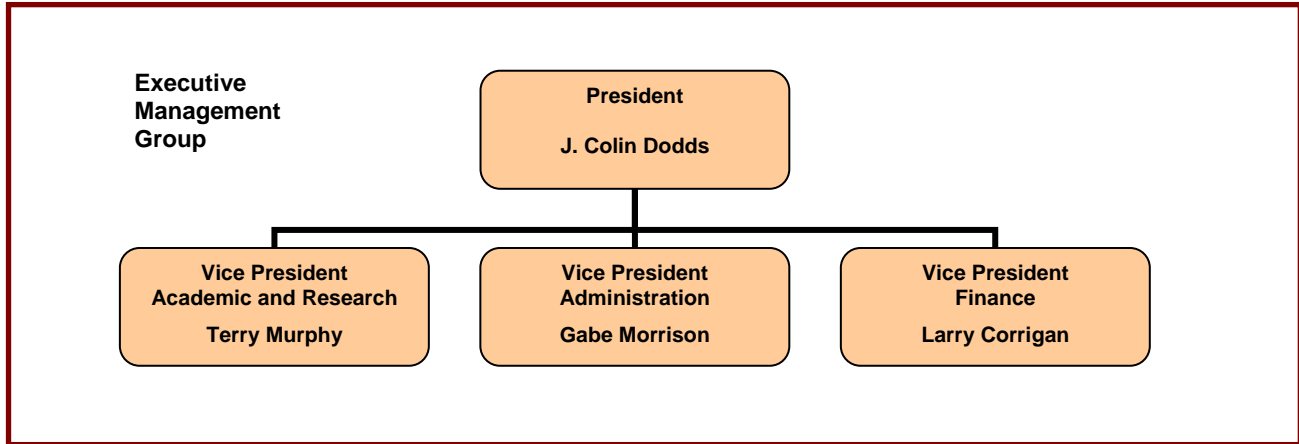 Executive
Management
Group
President
J. Colin Dodds
Vice President
Academic and Research
Terry Murphy
Vice President
Administration
Gabe Morrison
Vice President
Finance
Larry Corrigan